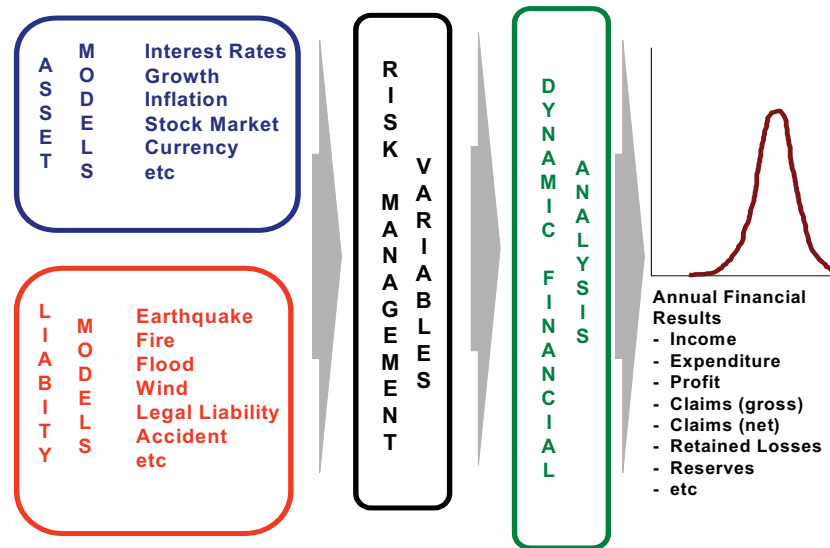 ASSET
MODELS
Interest Rates
Growth
Inflation
Stock Market
Currency
etc
LIABITY
MODELS
Earthquake
Fire
Flood
Wind
Legal Liability
Accident
etc
RISK MANAGEMENT
VARIABLES
DYNAMIC FINANCIAL
ANALYSIS
Annual Financial
Results
- Income
- Expenditure
- Profit
- Claims (gross)
- Claims (net)
- Retained Losses
- Reserves
- etc